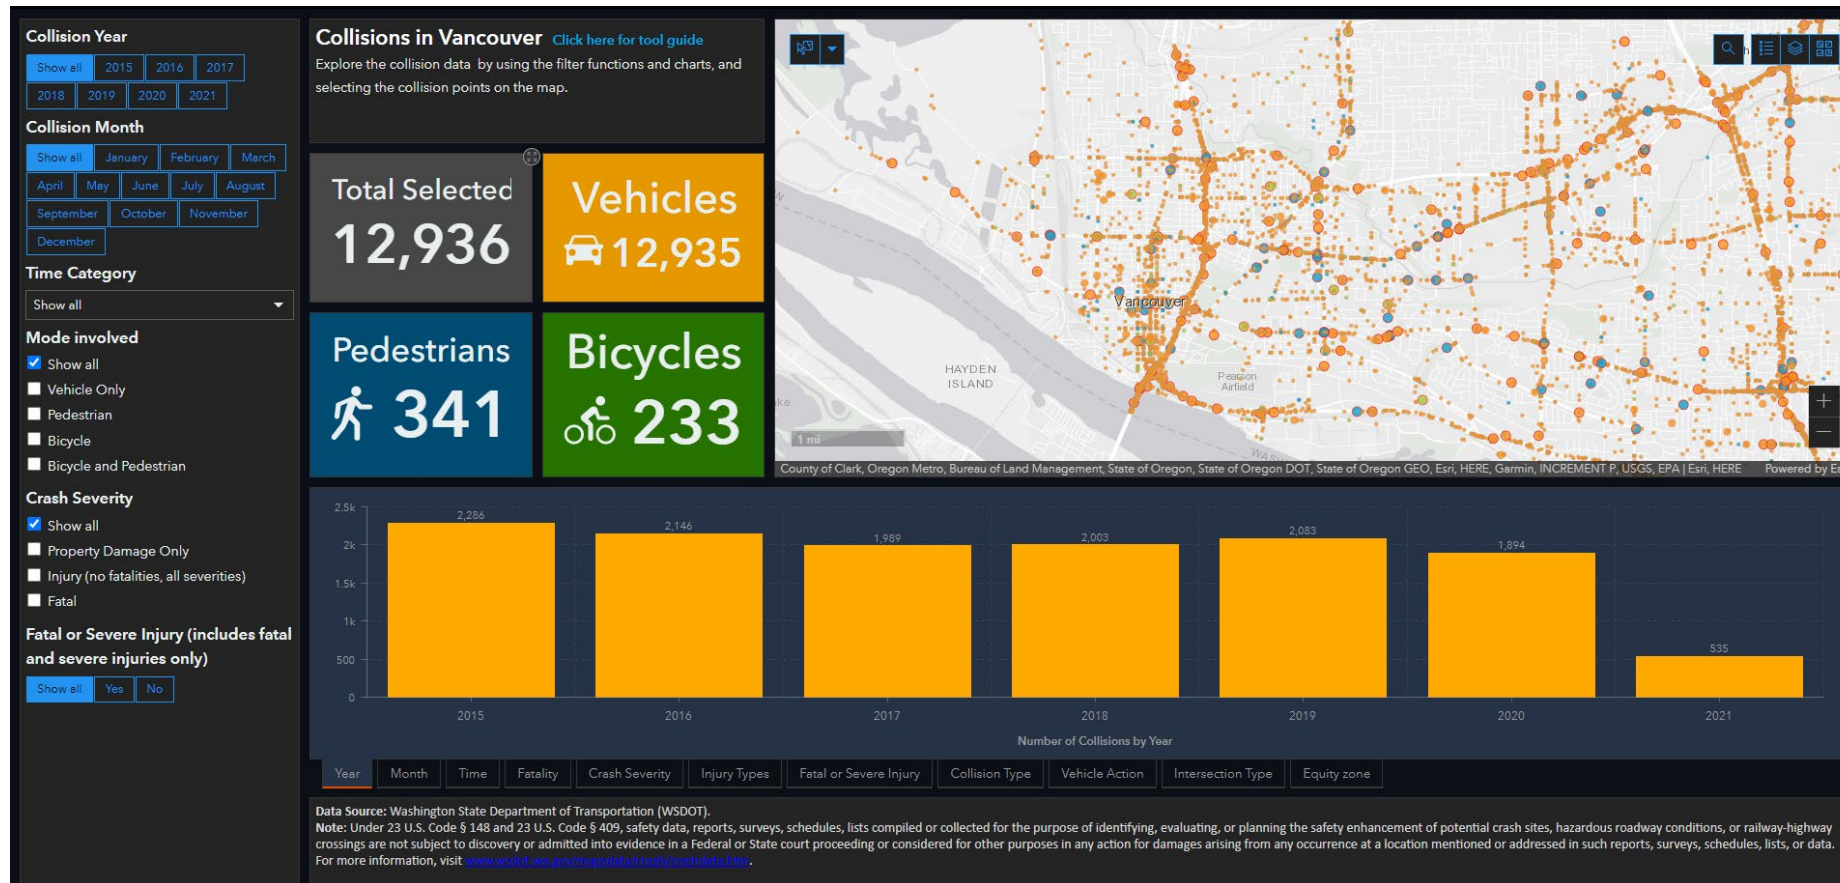 Collision Year
Show all 2015 2016 2017
2018 2019 2020 2021
Collision Month
Show all January February March
April May June July August
September October November
December
Time Category
Show all
Mode involved
Show all
Vehicle Only
Pedestrian
Bicycle
Bicycle and Pedestrian
Crash Severity
Show all
Property Damage Only
Injury (no fatalities, all severities)
Fatal
Fatal or Severe Injury (includes fatal
and severe injuries only)
Show all Yes No
Collisions in Vancouver Click here for tool guide
Explore the collision data by using the filter functions and charts, and
selecting the collision points on the map.
Total Selected
12,936
Vehicles
12,935
Pedestrians
341
Bicycles
233
Vancouver
HAYDEN
ISLAND
Pearson
Airfield
1 mi
County of Clark, Oregon Metro, Bureau of Land Management, State of Oregon, State of Oregon DOT, State of Oregon GEO, Esri, HERE, Garmin, INCREMENT P, USGS, EPA | Esri, HERE Powered by Es
2.5k
2k
1.5k
1k
500
0
2,286
2,146
1,989
2,003
2,083
1,894
535
2015 2016 2017 2018 2019 2020 2021
Number of Collisions by Year
Year Month Time Fatality Crash Severity Injury Types Fatal or Severe Injury Collision Type Vehicle Action Intersection Type Equity zone
Data Source: Washington State Department of Transportation (WSDOT).
Note: Under 23 U.S. Code § 148 and 23 U.S. Code § 409, safety data, reports, surveys, schedules, lists compiled or collected for the purpose of identifying, evaluating, or planning the safety enhancement of potential crash sites, hazardous roadway conditions, or railway-highway
crossings are not subject to discovery or admitted into evidence in a Federal or State court proceeding or considered for other purposes in any action for damages arising from any occurrence at a location mentioned or addressed in such reports, surveys, schedules, lists, or data.
For more information, visit